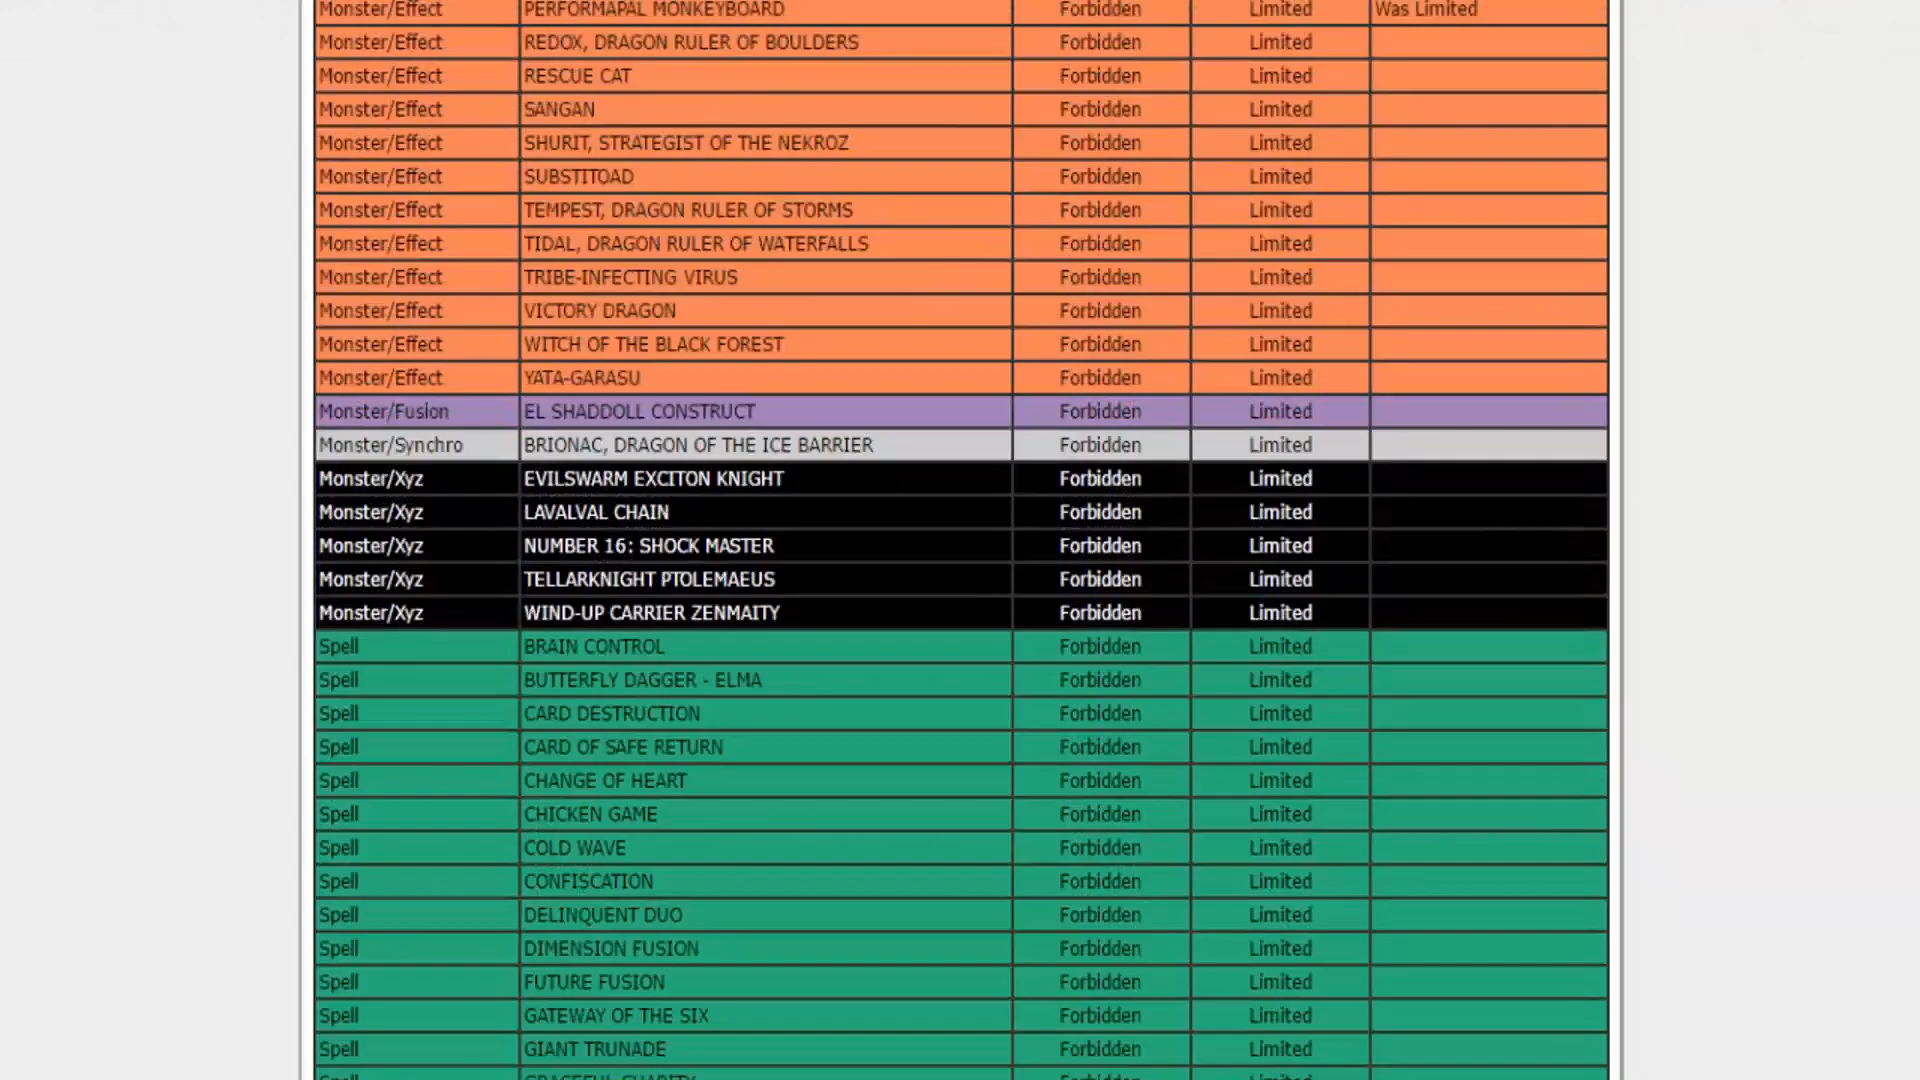 Monster/Effect PERFORMAPAL MONKEYBOARD Forbidden Limited Was Limited
Monster/Effect REDOX, DRAGON RULER OF BOULDERS Forbidden Limited
Monster/Effect RESCUE CAT Forbidden Limited
Monster/Effect SANGAN Forbidden Limited
Monster/Effect SHURIT, STRATEGIST OF THE NEKROZ Forbidden Limited
Monster/Effect SUBSTITOAD Forbidden Limited
Monster/Effect TEMPEST, DRAGON RULER OF STORMS Forbidden Limited
Monster/Effect TIDAL, DRAGON RULER OF WATERFALLS Forbidden Limited
Monster/Effect TRIBE-INFECTING VIRUS Forbidden Limited
Monster/Effect VICTORY DRAGON Forbidden Limited
Monster/Effect WITCH OF THE BLACK FOREST Forbidden Limited
Monster/Effect YATA-GARASU Forbidden Limited
Monster/Fusion EL SHADDOLL CONSTRUCT Forbidden Limited
Monster/Synchro BRIONAC, DRAGON OF THE ICE BARRIER Forbidden Limited
Monster/Xyz EVILSWARM EXCITON KNIGHT Forbidden Limited
Monster/Xyz LAVALVAL CHAIN Forbidden Limited
Monster/Xyz NUMBER 16: SHOCK MASTER Forbidden Limited
Monster/Xyz TELLARKNIGHT PTOLEMAEUS Forbidden Limited
Monster/Xyz WIND-UP CARRIER ZENMAITY Forbidden Limited
Spell BRAIN CONTROL Forbidden Limited
Spell BUTTERFLY DAGGER - ELMA Forbidden Limited
Spell CARD DESTRUCTION Forbidden Limited
Spell CARD OF SAFE RETURN Forbidden Limited
Spell CHANGE OF HEART Forbidden Limited
Spell CHICKEN GAME Forbidden Limited
Spell COLD WAVE Forbidden Limited
Spell CONFISCATION Forbidden Limited
Spell DELINQUENT DUO Forbidden Limited
Spell DIMENSION FUSION Forbidden Limited
Spell FUTURE FUSION Forbidden Limited
Spell GATEWAY OF THE SIX Forbidden Limited
Spell GIANT TRUNADE Forbidden Limited